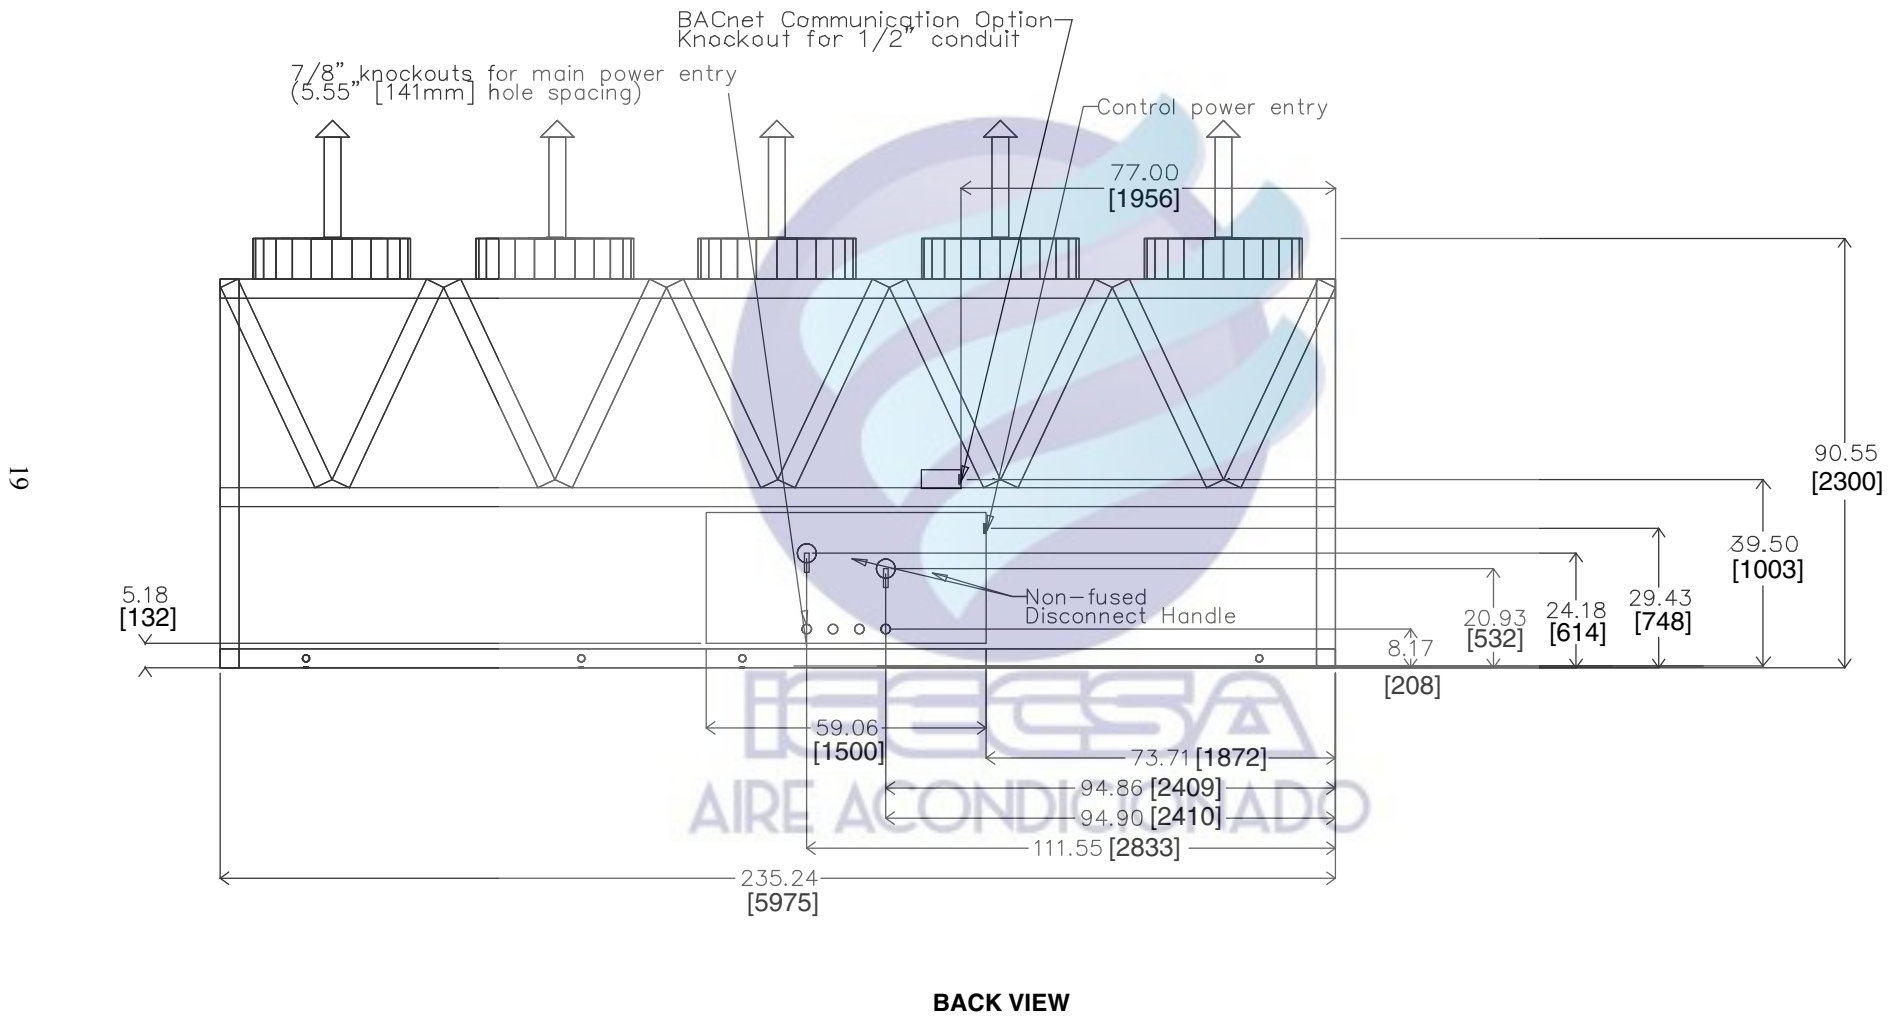 BACnet Communication Option
Knockout for 1/2" conduit
7/8" knockouts for main power entry
(5.55" [141mm] hole spacing)
Control power entry
77.00
[1956]
90.55
[2300]
19
39.50
[1003]
5.18
[132]
Non-fused
Disconnect Handle
29.43
[748]
24.18
[614]
20.93
[532]
8.17
[208]
ICECSA
59.06
[1500]
73.71 [1872]
94.86 [2409]
AIRE ACONDICIONADO
94.90 [2410]
111.55 [2833]
235.24
[5975]
BACK VIEW